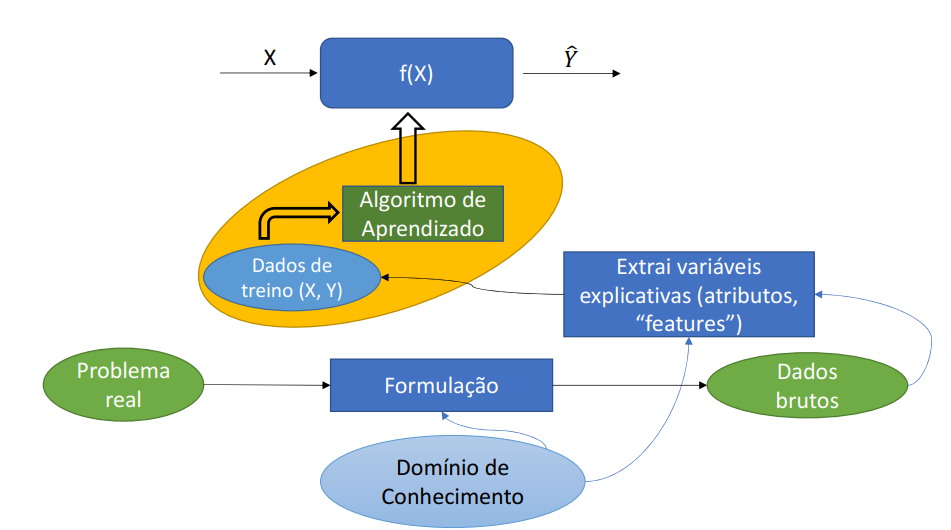 X
Ŷ
f(X)
Algoritmo de
Aprendizado
Dados de
treino (X, Y)
Extrai variáveis
explicativas (atributos,
“features”)
Problema
real
Formulação
Dados
brutos
Domínio de
Conhecimento